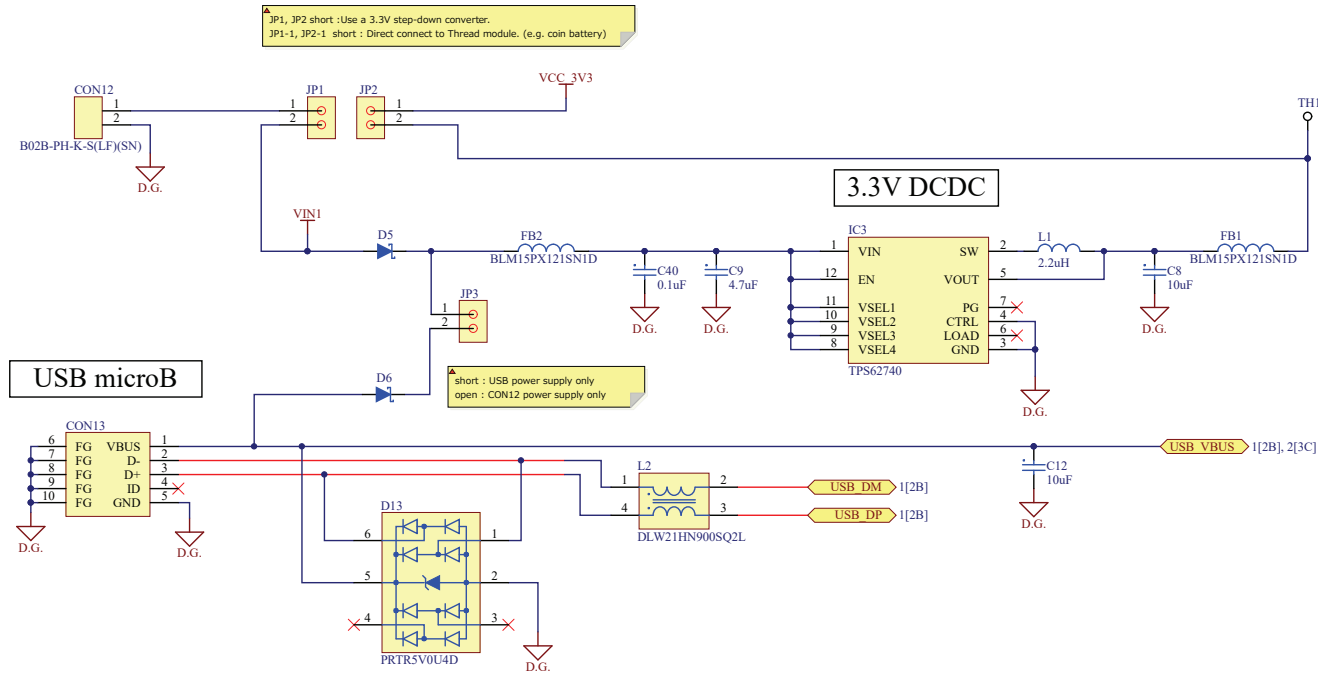 JP1, JP2 short :Use a 3.3V step-down converter.
JP1-1, JP2-1 short : Direct connect to Thread module. (e.g. coin battery)
CON12
1
2
B02B-PH-K-S(LF)(SN)
D.G.
JP1
1
2
JP2
1
2
VCC_3V3
TH1
3.3V DCDC
VIN1
D5
FB2
BLM15PX121SN1D
C40
0.1uF
D.G.
C9
4.7uF
D.G.
IC3
1 VIN SW 2
12 EN VOUT 5
11 VSEL1 PG 7
10 VSEL2 CTRL 4
9 VSEL3 LOAD 6
8 VSEL4 GND 3
TPS62740
D.G.
L1
2.2uH
C8
10uF
D.G.
FB1
BLM15PX121SN1D
JP3
1
2
USB microB
D6
short : USB power supply only
open : CON12 power supply only
CON13
6 FG VBUS 1
7 FG D- 2
8 FG D+ 3
9 FG ID 4
10 FG GND 5
D.G.
D.G.
D13
6 1
5 2
4 3
PRTR5V0U4D
D.G.
L2
1 2
4 3
DLW21HN900SQ2L
USB_DM 1[2B]
USB_DP 1[2B]
C12
10uF
D.G.
USB_VBUS 1[2B], 2[3C]